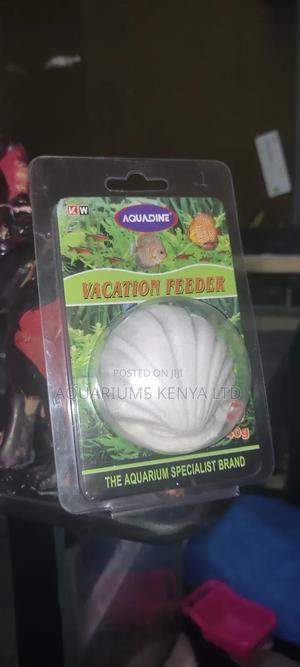 KW
AQUADINE
VACATION FEEDER
POSTED ON JIJI
AQUARIUMS KENYA LTD
THE AQUARIUM SPECIALIST BRAND